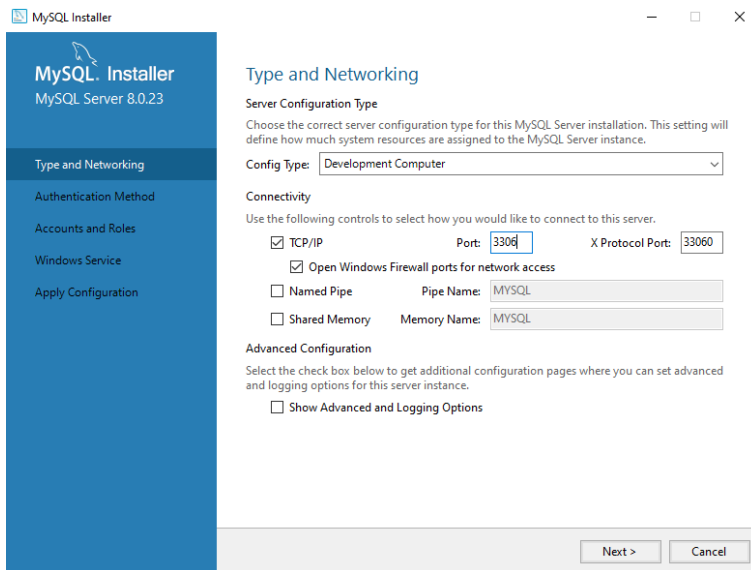 MySQL Installer
MySQL. Installer
MySQL Server 8.0.23
Type and Networking
Authentication Method
Accounts and Roles
Windows Service
Apply Configuration
Type and Networking
Server Configuration Type
Choose the correct server configuration type for this MySQL Server installation. This setting will
define how much system resources are assigned to the MySQL Server instance.
Config Type: Development Computer
Connectivity
Use the following controls to select how you would like to connect to this server.
TCP/IP Port: 3306 X Protocol Port: 33060
Open Windows Firewall ports for network access
Named Pipe Pipe Name: MYSQL
Shared Memory Memory Name: MYSQL
Advanced Configuration
Select the check box below to get additional configuration pages where you can set advanced
and logging options for this server instance.
Show Advanced and Logging Options
Next > Cancel